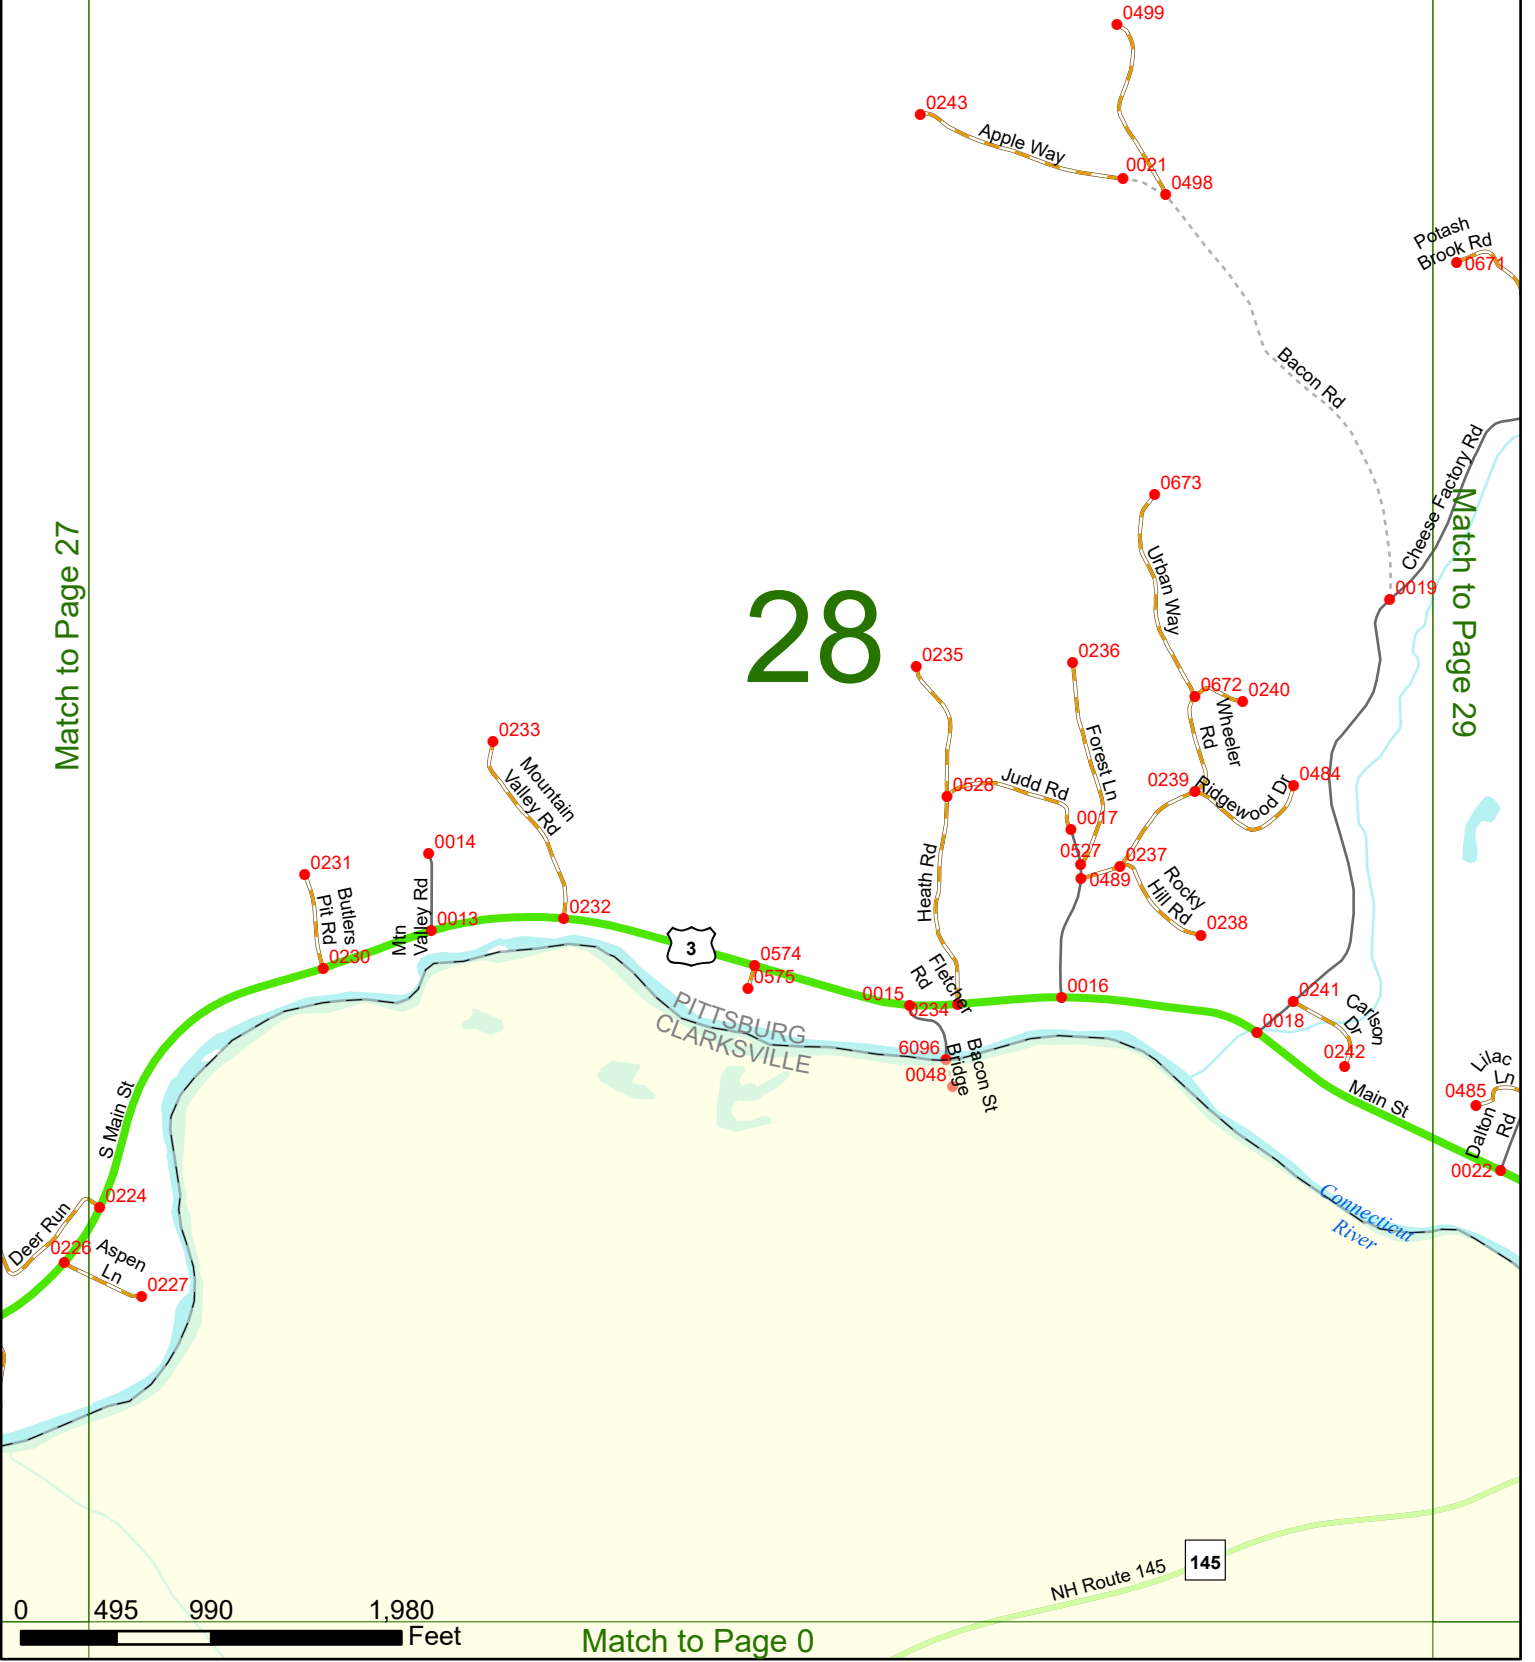 0499
0243
Apple Way
0021
0498
Potash
Brook Rd
0671
Bacon Rd
Cheese Factory Rd
0673
Match to Page 27
Match to Page 29
Urban Way
0019
28
0235
0236
0672
0240
Wheeler
Rd
0233
Mountain
Valley Rd
Forest Ln
0528
Judd Rd
0239
Ridgewood Dr
0484
0017
0014
0231
0527
0237
0489
Rocky
Hill Rd
0238
Heath Rd
Butlers
Pit Rd
Mtn
Valley Rd
0013
0232
0230
3
0574
0575
Fletcher
Rd
0015
0234
0016
0241
Carlson
Dr
0018
0242
PITTSBURG
CLARKSVILLE
6096
0048
Bacon St
Bridge
Main St
Lilac
Ln
0485
Dalton
Rd
0022
S Main St
0224
Deer Run
0226
Aspen
Ln
0227
Connecticut
River
NH Route 145
145
0 495 990 1,980
Feet
Match to Page 0